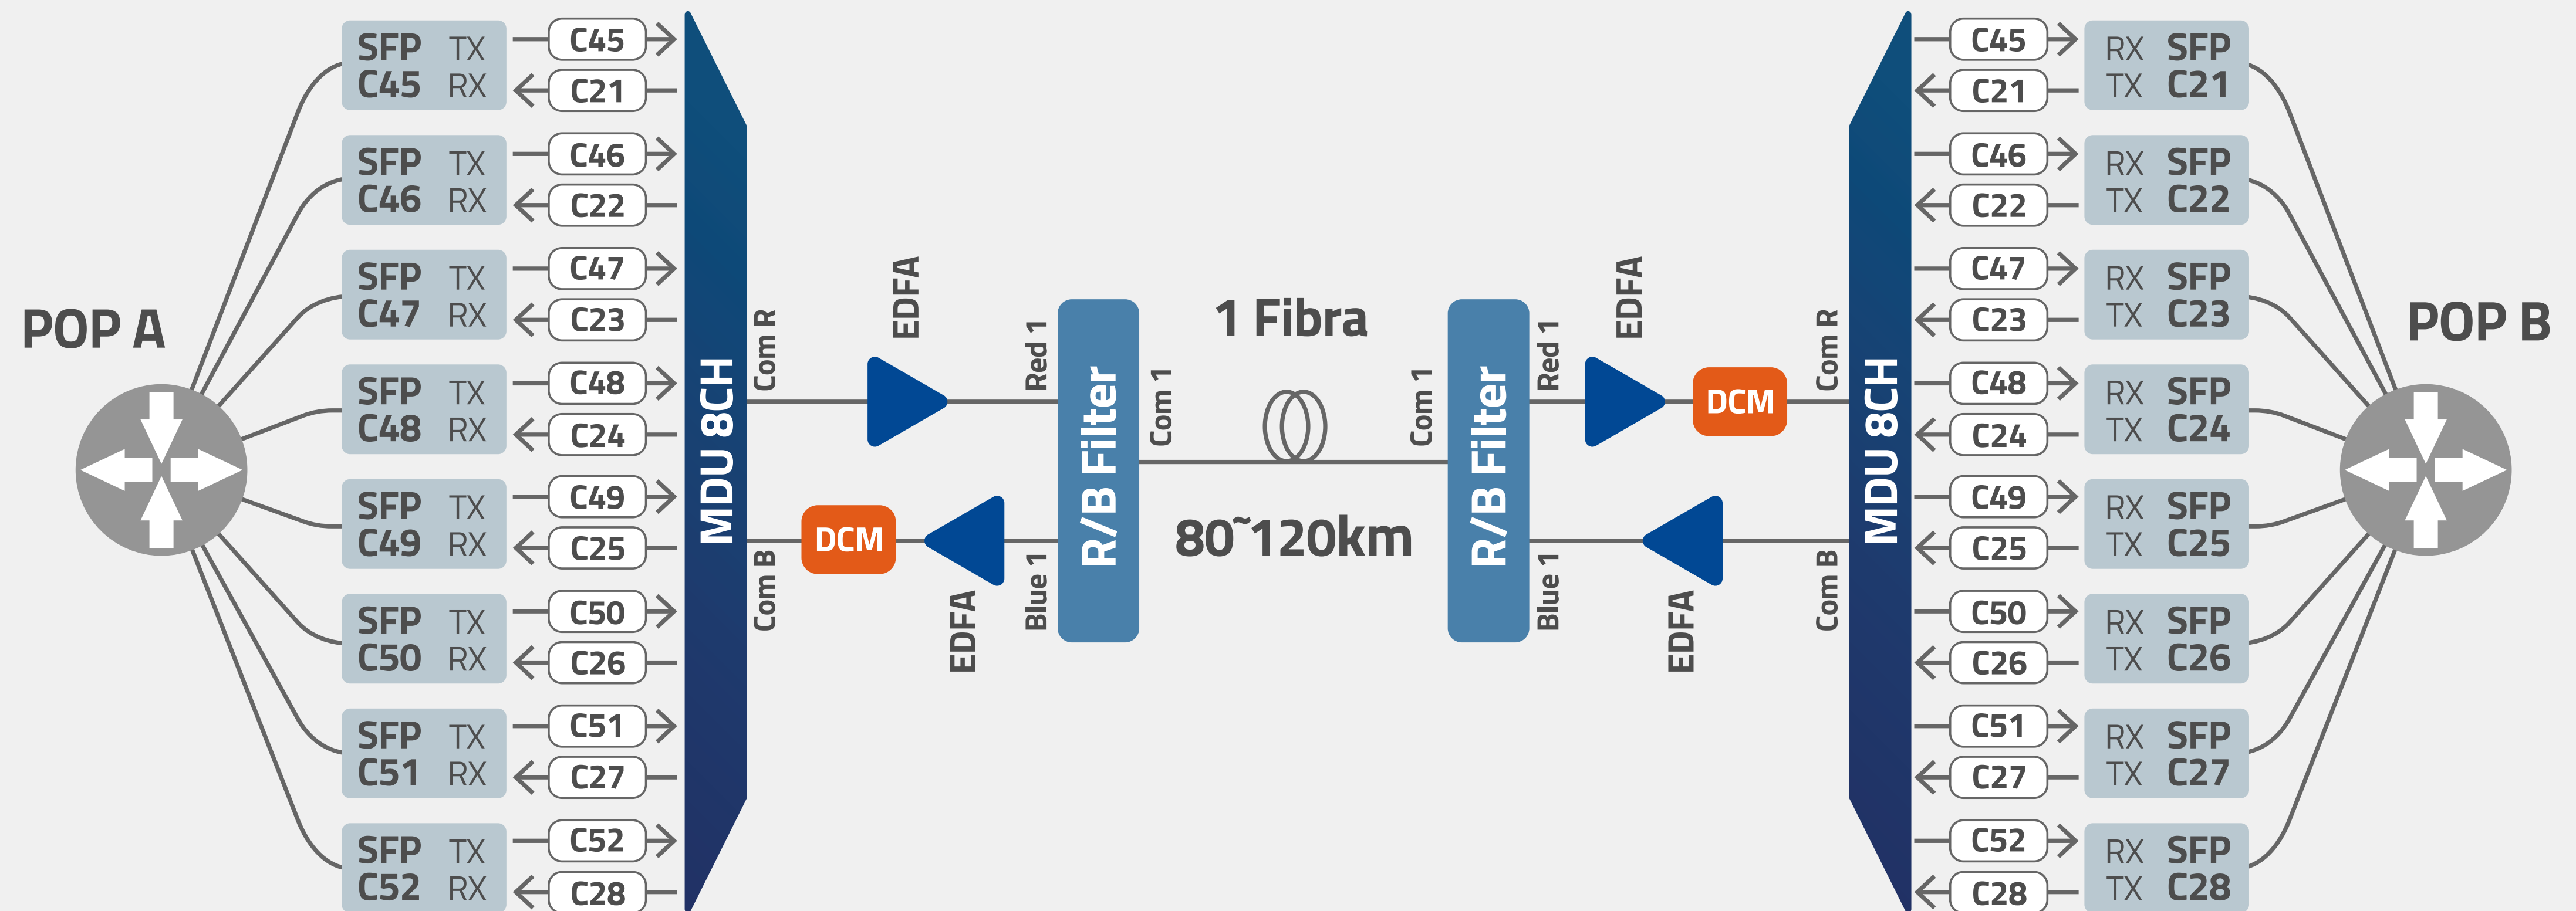 POP A
SFP TX
C45 RX
C45
C21
SFP TX
C46 RX
C46
C22
SFP TX
C47 RX
C47
C23
SFP TX
C48 RX
C48
C24
SFP TX
C49 RX
C49
C25
SFP TX
C50 RX
C50
C26
SFP TX
C51 RX
C51
C27
SFP TX
C52 RX
C52
C28
MDU 8CH
Com R
Com B
EDFA
DCM
EDFA
Red 1
Blue 1
R/B Filter
Com 1
1 Fibra
80~120km
Com 1
R/B Filter
Red 1
Blue 1
EDFA
DCM
EDFA
Com R
Com B
MDU 8CH
C45
C21
RX SFP
TX C21
C46
C22
RX SFP
TX C22
C47
C23
RX SFP
TX C23
C48
C24
RX SFP
TX C24
C49
C25
RX SFP
TX C25
C50
C26
RX SFP
TX C26
C51
C27
RX SFP
TX C27
C52
C28
RX SFP
TX C28
POP B